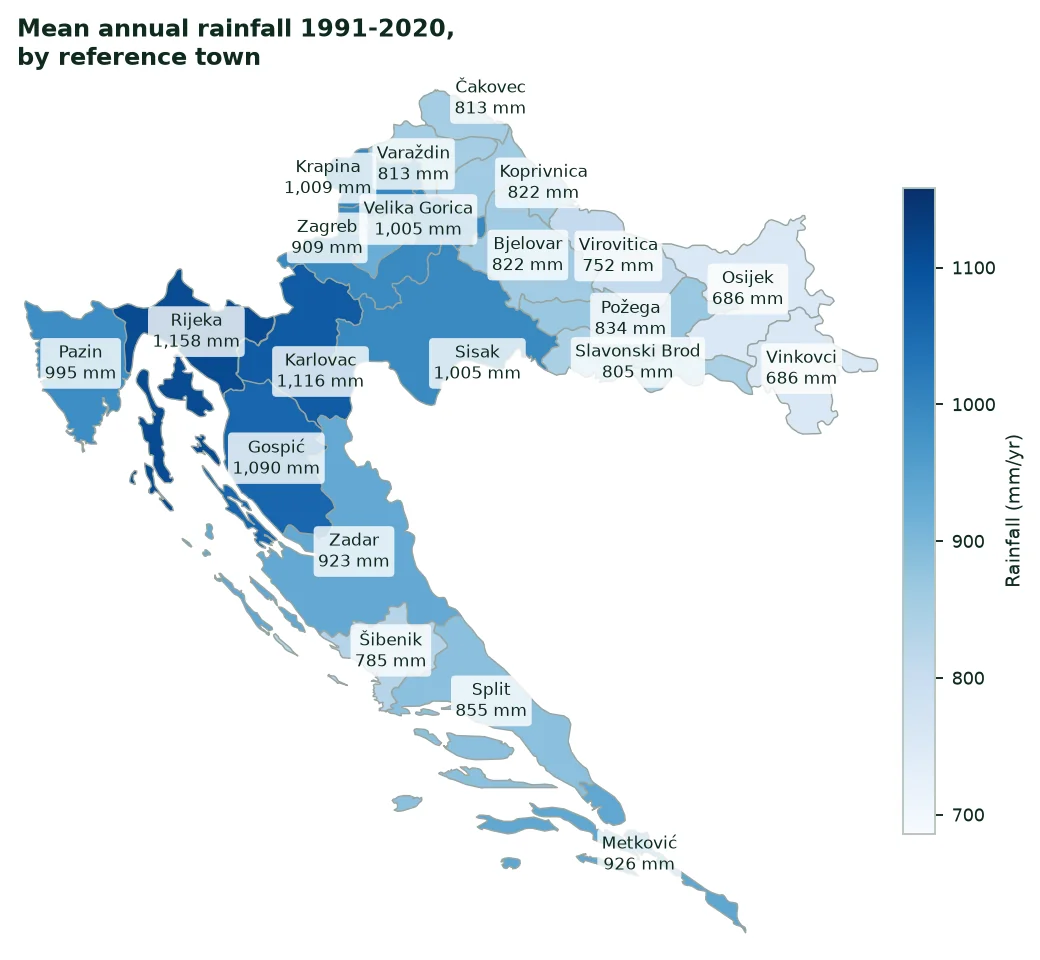 Mean annual rainfall 1991-2020,
by reference town
Čakovec
813 mm
Varaždin
813 mm
Krapina
1,009 mm
Koprivnica
822 mm
Velika Gorica
1,005 mm
Zagreb
909 mm
Bjelovar
822 mm
Virovitica
752 mm
Osijek
686 mm
Požega
834 mm
Rijeka
1,158 mm
Pazin
995 mm
Karlovac
1,116 mm
Sisak
1,005 mm
Slavonski Brod
805 mm
Vinkovci
686 mm
Gospić
1,090 mm
Zadar
923 mm
Šibenik
785 mm
Split
855 mm
Metković
926 mm
1100
1000
900
800
700
Rainfall (mm/yr)